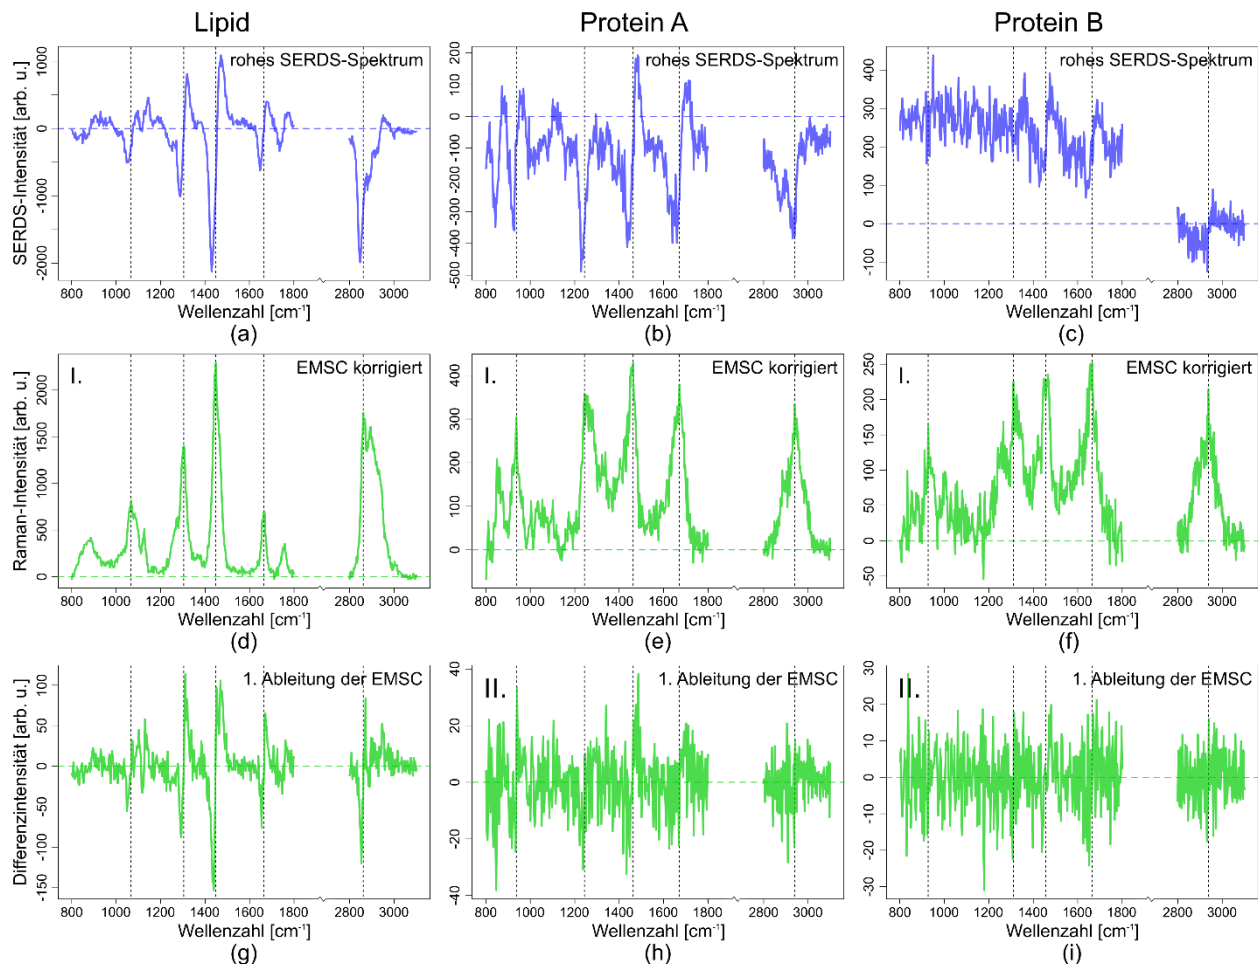 Lipid
Protein A
Protein B
rohes SERDS-Spektrum
SERDS-Intensität [arb. u.]
1000
0
-1000
-2000
800 1000 1200 1400 1600 1800 2800 3000
Wellenzahl [cm⁻¹]
(a)
rohes SERDS-Spektrum
200
100
0
-100
-200
-300
-400
-500
800 1000 1200 1400 1600 1800 2800 3000
Wellenzahl [cm⁻¹]
(b)
rohes SERDS-Spektrum
400
300
200
100
0
-100
800 1000 1200 1400 1600 1800 2800 3000
Wellenzahl [cm⁻¹]
(c)
I.
EMSC korrigiert
Raman-Intensität [arb. u.]
2000
1500
1000
500
0
800 1000 1200 1400 1600 1800 2800 3000
Wellenzahl [cm⁻¹]
(d)
I.
EMSC korrigiert
400
300
200
100
0
800 1000 1200 1400 1600 1800 2800 3000
Wellenzahl [cm⁻¹]
(e)
I.
EMSC korrigiert
250
200
150
100
50
0
-50
800 1000 1200 1400 1600 1800 2800 3000
Wellenzahl [cm⁻¹]
(f)
1. Ableitung der EMSC
Differenzintensität [arb. u.]
100
50
0
-50
-100
-150
800 1000 1200 1400 1600 1800 2800 3000
Wellenzahl [cm⁻¹]
(g)
II.
1. Ableitung der EMSC
40
20
0
-20
-40
800 1000 1200 1400 1600 1800 2800 3000
Wellenzahl [cm⁻¹]
(h)
II.
1. Ableitung der EMSC
30
20
10
0
-10
-20
-30
800 1000 1200 1400 1600 1800 2800 3000
Wellenzahl [cm⁻¹]
(i)